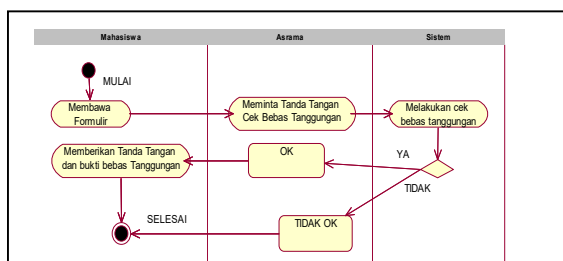 Mahasiswa
Asrama
Sistem
MULAI
Membawa
Formulir
Meminta Tanda Tangan
Cek Bebas Tanggungan
Melakukan cek
bebas tanggungan
Memberikan Tanda Tangan
dan bukti bebas Tanggungan
OK
YA
TIDAK
SELESAI
TIDAK OK